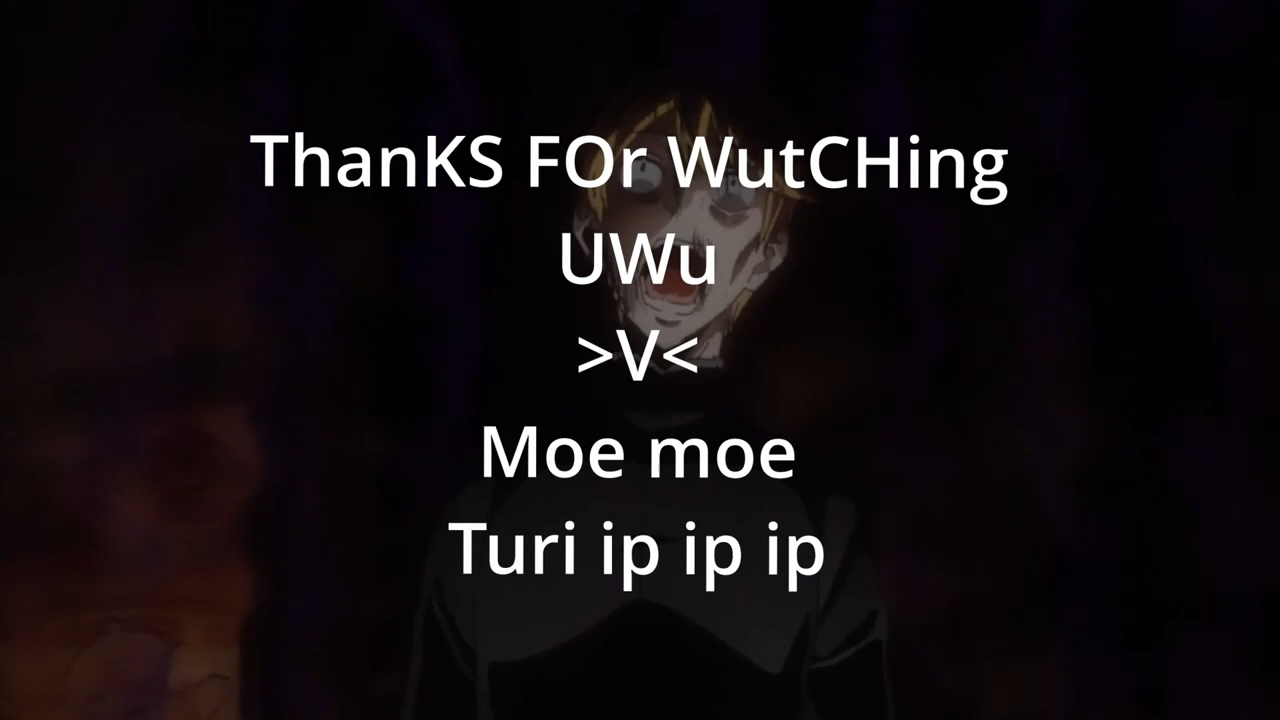 ThanKS FOr WutCHing
UWu
>V<
Moe moe
Turi ip ip ip